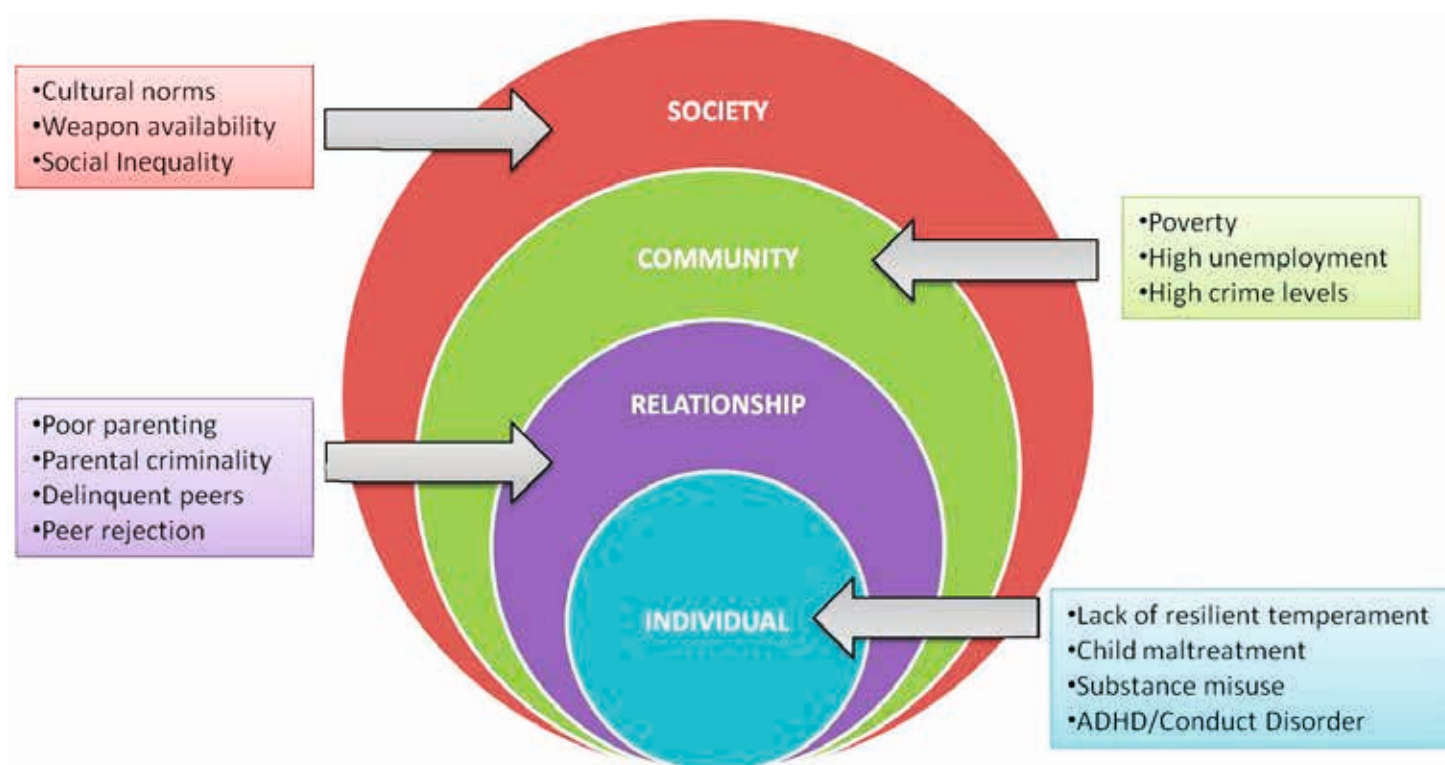 •Cultural norms
•Weapon availability
•Social Inequality
SOCIETY
•Poverty
•High unemployment
•High crime levels
COMMUNITY
•Poor parenting
•Parental criminality
•Delinquent peers
•Peer rejection
RELATIONSHIP
INDIVIDUAL
•Lack of resilient temperament
•Child maltreatment
•Substance misuse
•ADHD/Conduct Disorder